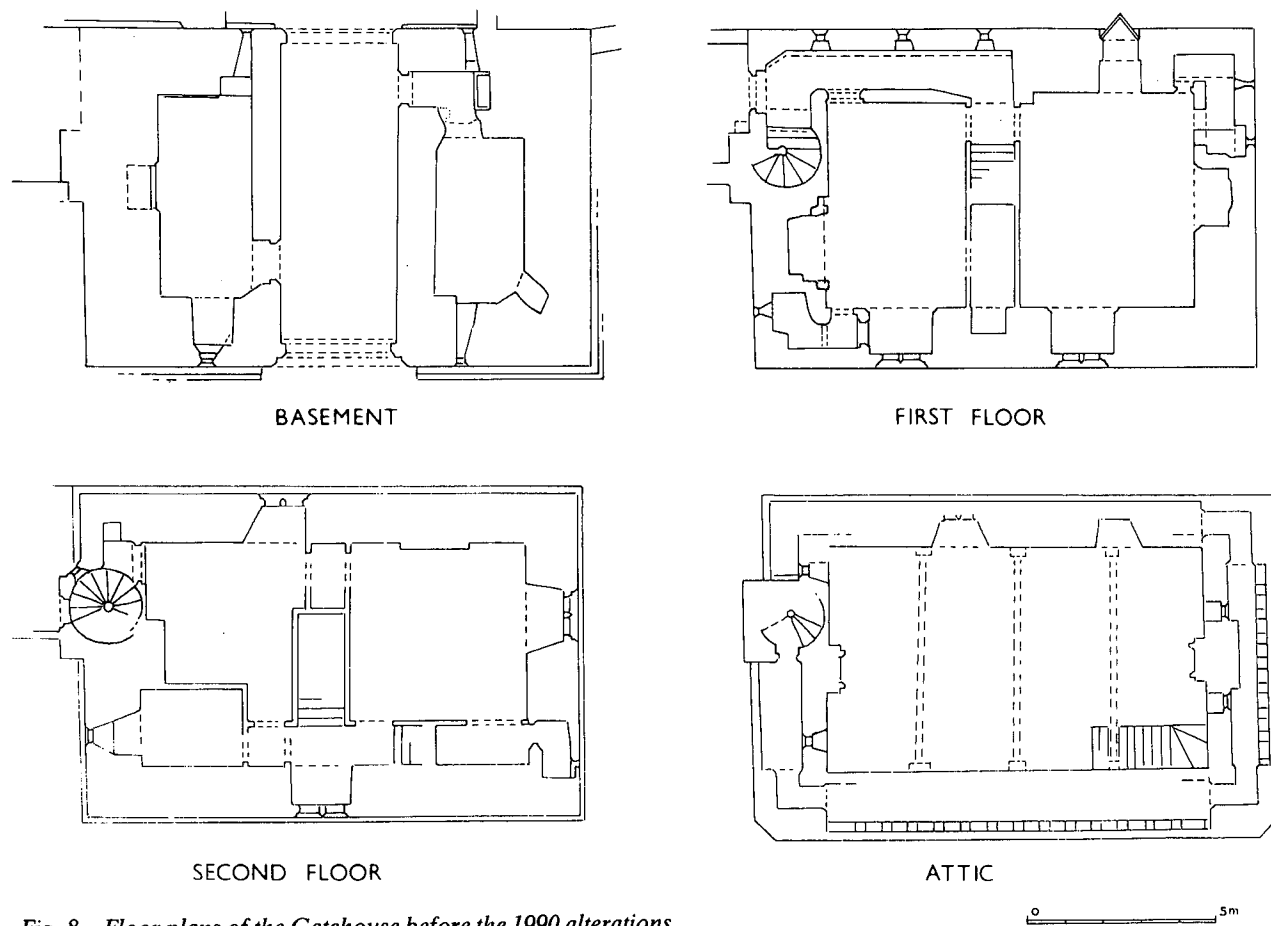 BASEMENT
FIRST FLOOR
SECOND FLOOR
ATTIC
0 5m
Fig. 8 Floor plans of the Gatehouse before the 1990 alterations